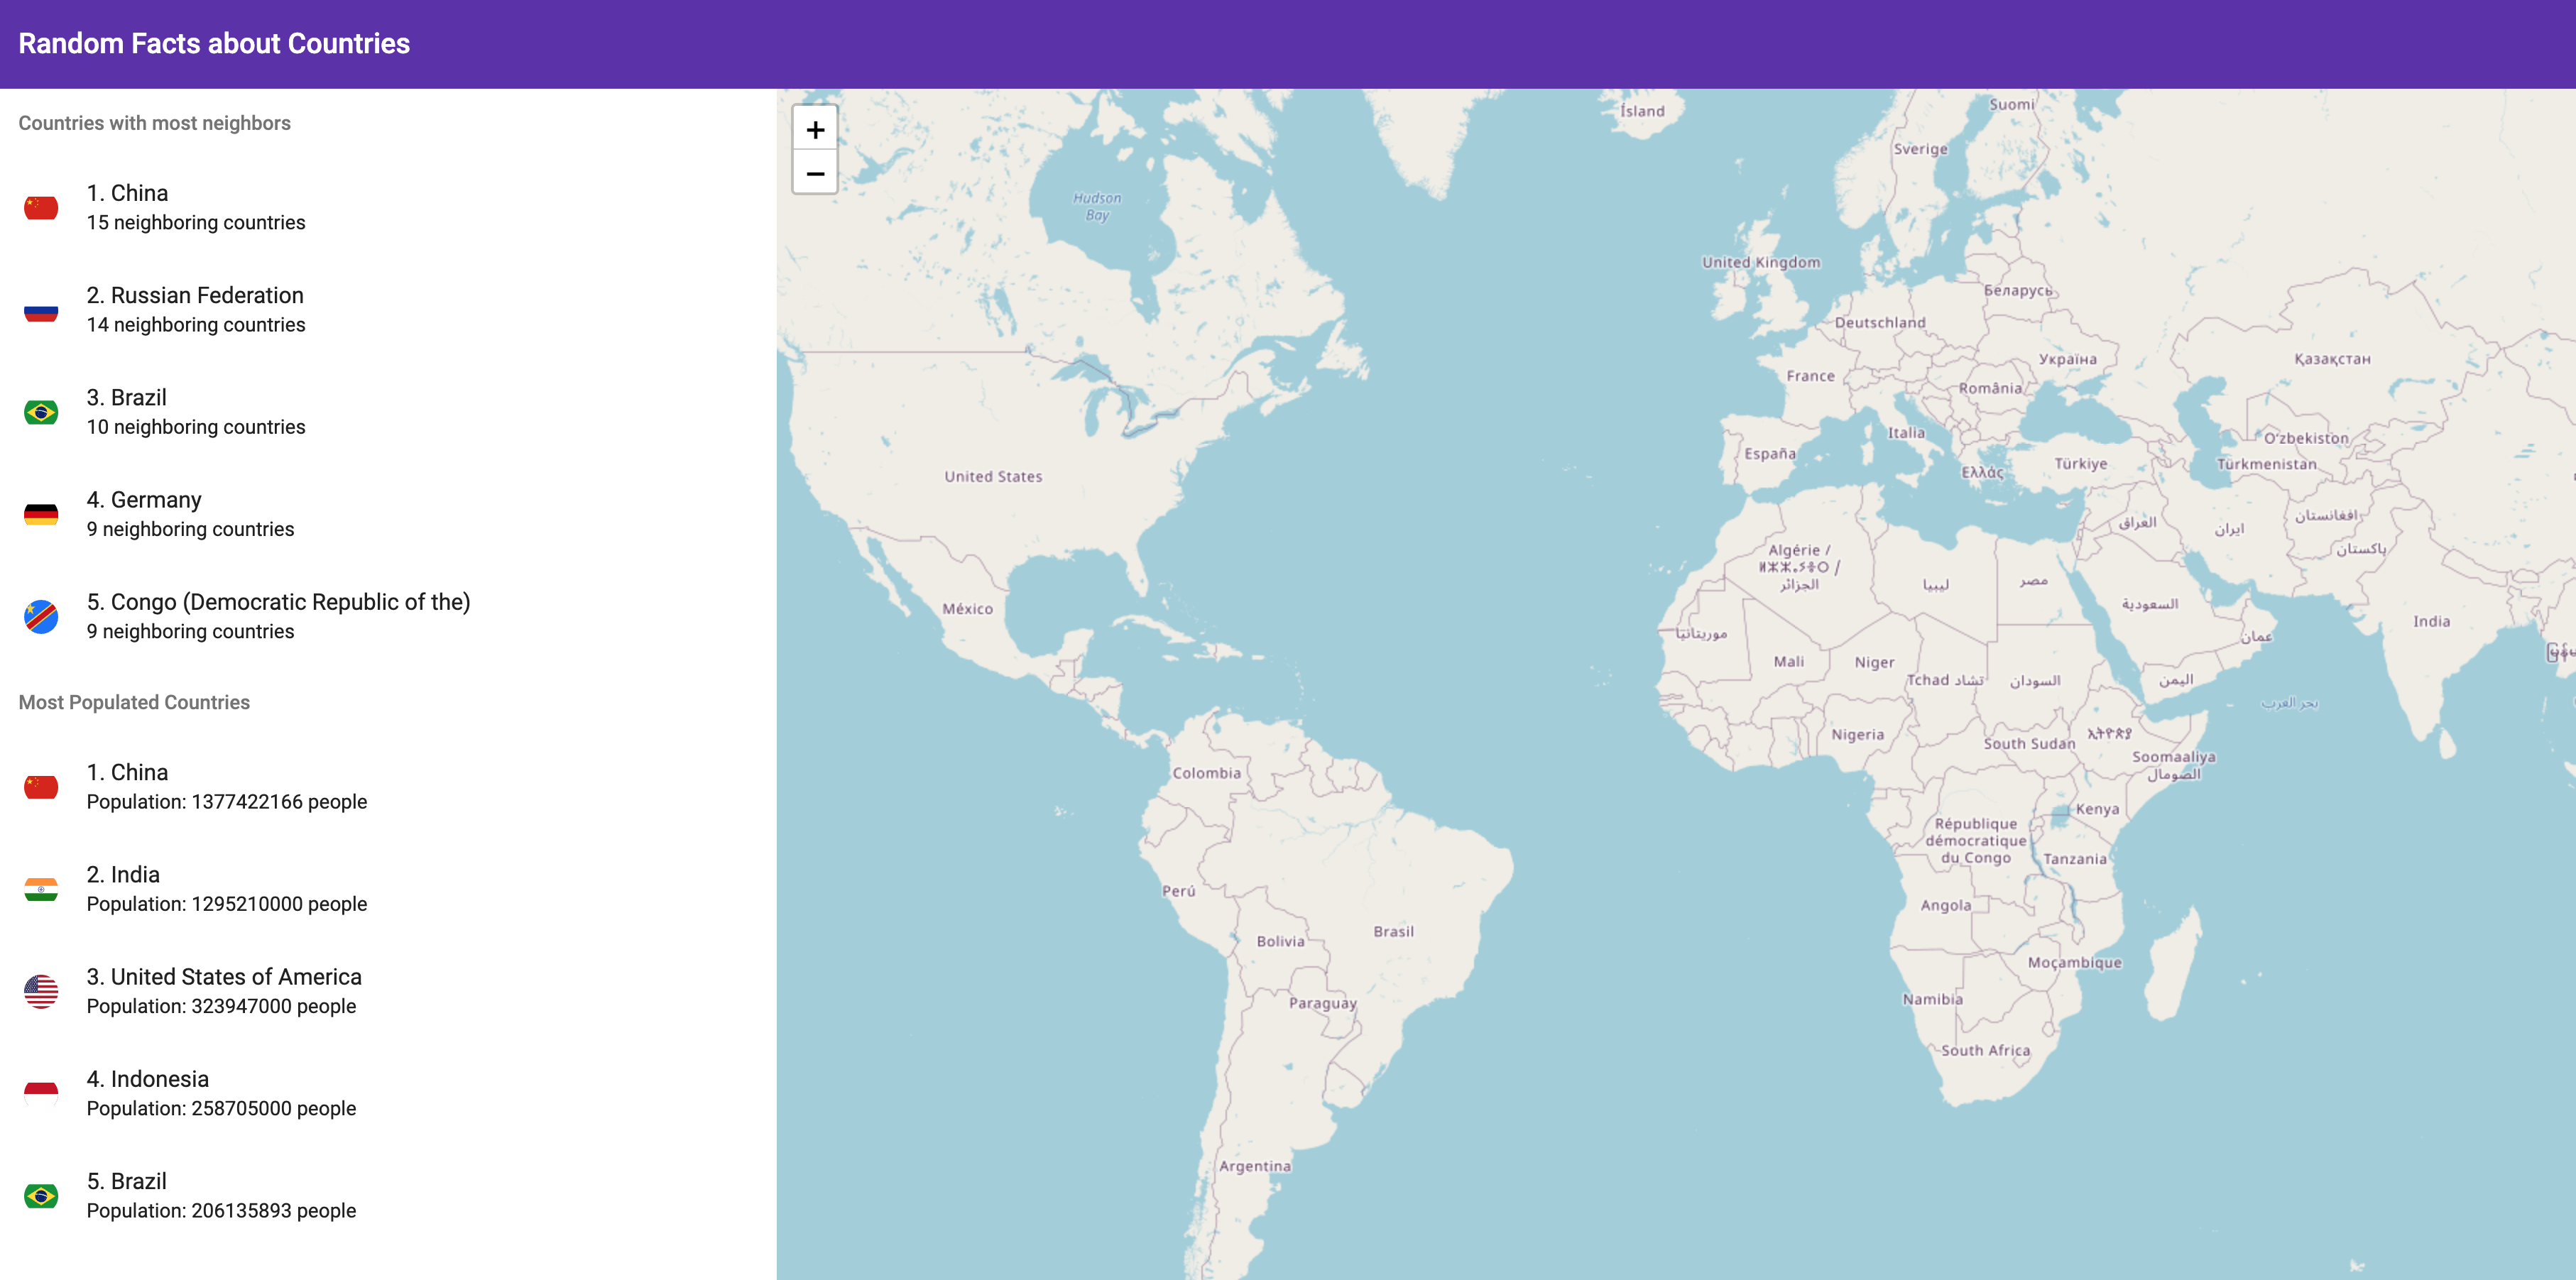 Random Facts about Countries
Countries with most neighbors
1. China
15 neighboring countries
2. Russian Federation
14 neighboring countries
3. Brazil
10 neighboring countries
4. Germany
9 neighboring countries
5. Congo (Democratic Republic of the)
9 neighboring countries
Most Populated Countries
1. China
Population: 1377422166 people
2. India
Population: 1295210000 people
3. United States of America
Population: 323947000 people
4. Indonesia
Population: 258705000 people
5. Brazil
Population: 206135893 people
+
−
Ísland
Suomi
Sverige
Hudson
Bay
United Kingdom
Беларусь
Deutschland
Україна
Қазақстан
France
România
Italia
Oʻzbekiston
España
Ελλάς
Türkiye
Türkmenistan
United States
العراق
ایران
افغانستان
پاکستان
Algérie /
ⵍⵣⵣⴰⵢⴻⵔ /
الجزائر
ليبيا
مصر
السعودية
México
India
موريتانيا
عمان
Mali
Niger
Tchad تشاد
السودان
اليمن
بحر العرب
Nigeria
South Sudan
ኢትዮጵያ
Soomaaliya
الصومال
Colombia
Kenya
République
démocratique
du Congo
Tanzania
Perú
Angola
Brasil
Bolivia
Moçambique
Paraguay
Namibia
South Africa
Argentina